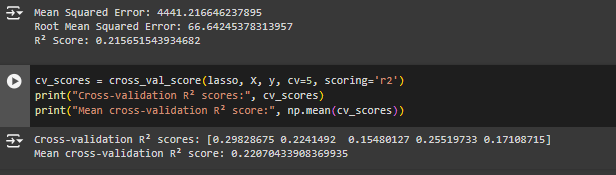 Mean Squared Error: 4441.216646237895
Root Mean Squared Error: 66.64245378313957
R² Score: 0.215651543934682
cv_scores = cross_val_score(lasso, X, y, cv=5, scoring='r2')
print("Cross-validation R² scores:", cv_scores)
print("Mean cross-validation R² score:", np.mean(cv_scores))
Cross-validation R² scores: [0.29828675 0.2241492  0.15480127 0.25519733 0.17108715]
Mean cross-validation R² score: 0.22070433908369935